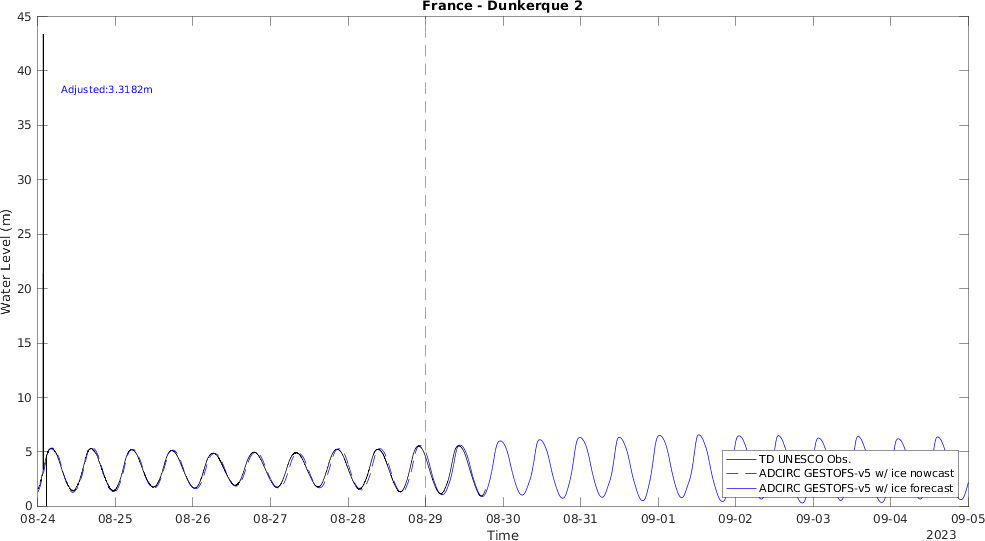 France - Dunkerque 2
45
40
35
30
25
20
15
10
5
0
Water Level (m)
Adjusted:3.3182m
TD UNESCO Obs.
ADCIRC GESTOFS-v5 w/ ice nowcast
ADCIRC GESTOFS-v5 w/ ice forecast
08-24 08-25 08-26 08-27 08-28 08-29 08-30 08-31 09-01 09-02 09-03 09-04 09-05
Time
2023